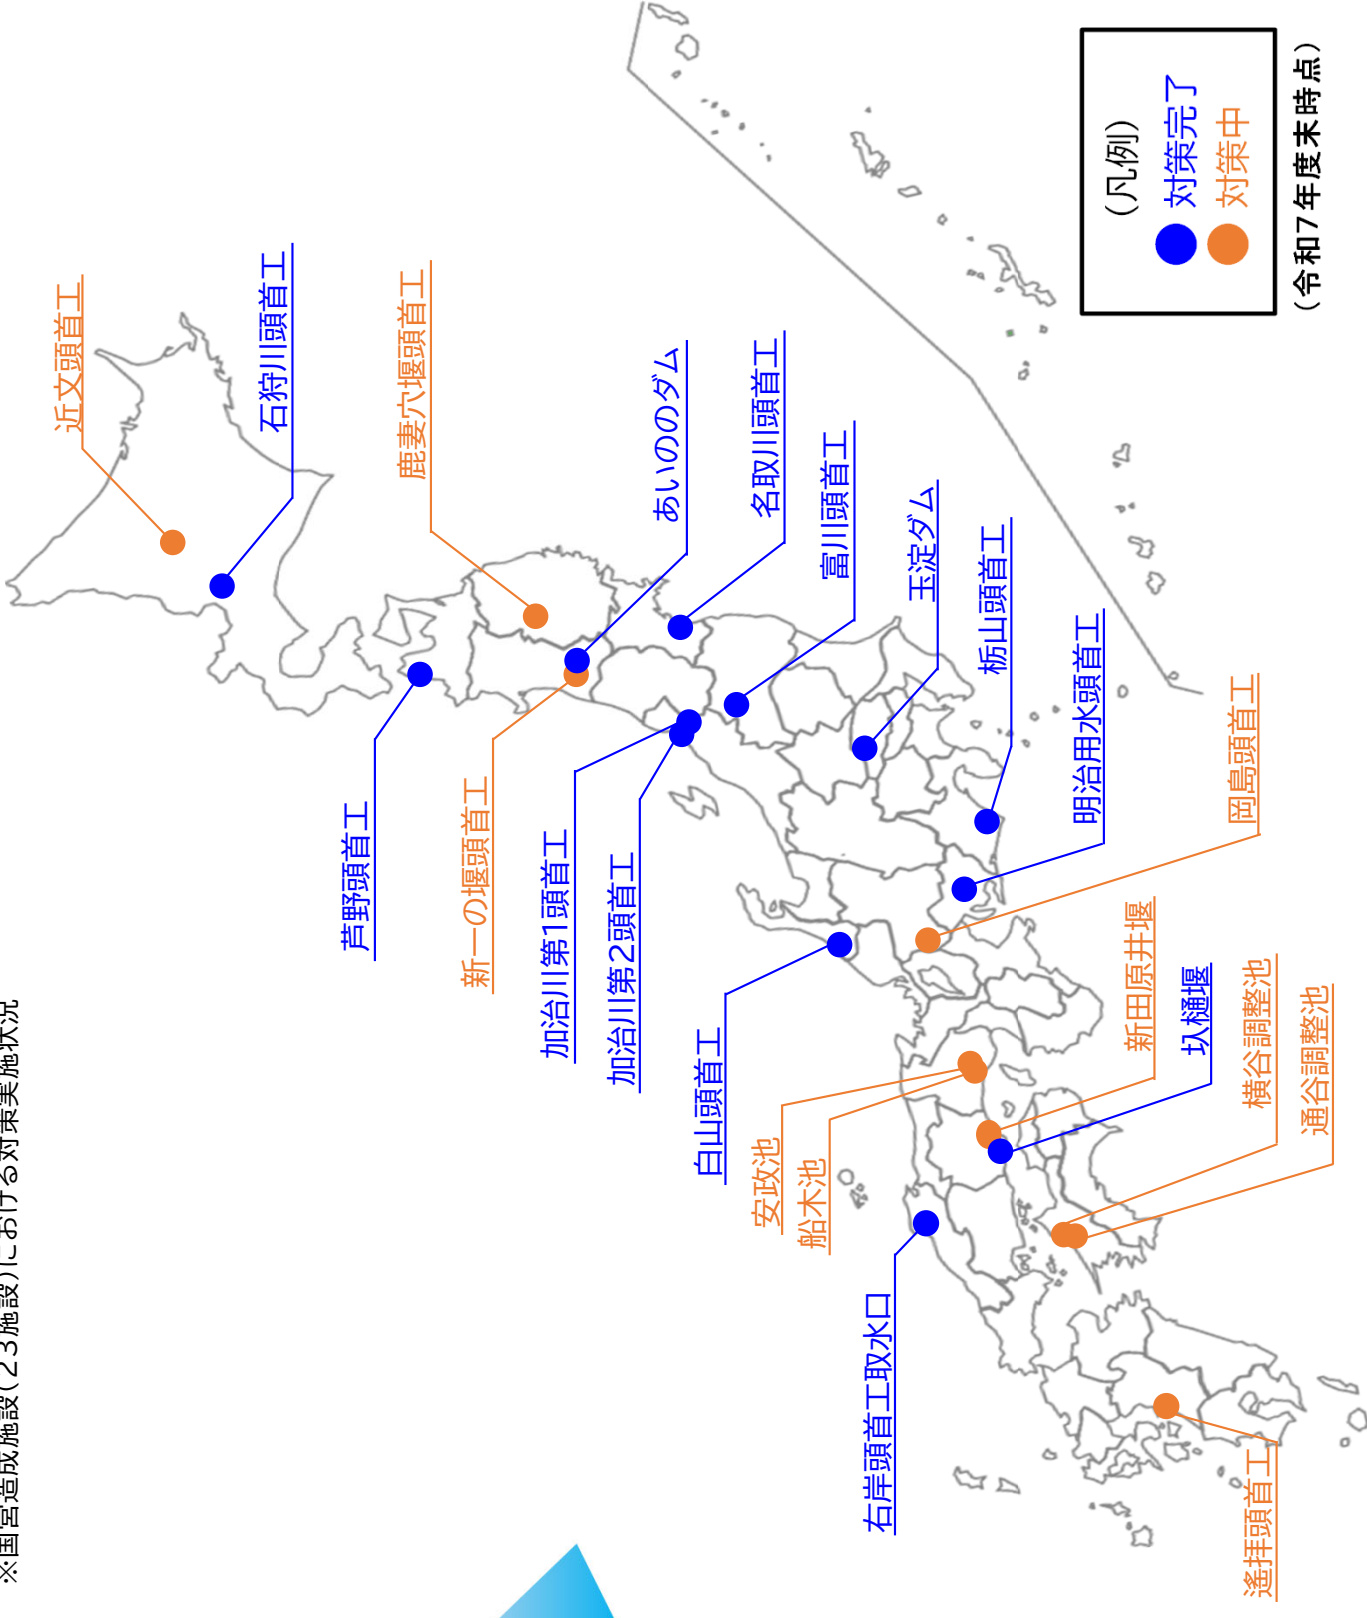 ※国営造成施設（２３施設）における対策実施状況
近文頭首工
石狩川頭首工
鹿妻穴堰頭首工
あいののダム
名取川頭首工
富川頭首工
玉淀ダム
栃山頭首工
明治用水頭首工
岡島頭首工
新田原井堰
圦樋堰
横谷調整池
通谷調整池
芦野頭首工
新一の堰頭首工
加治川第１頭首工
加治川第２頭首工
白山頭首工
安政池
船木池
右岸頭首工取水口
遙拝頭首工
（凡例）
対策完了
対策中
（令和７年度末時点）